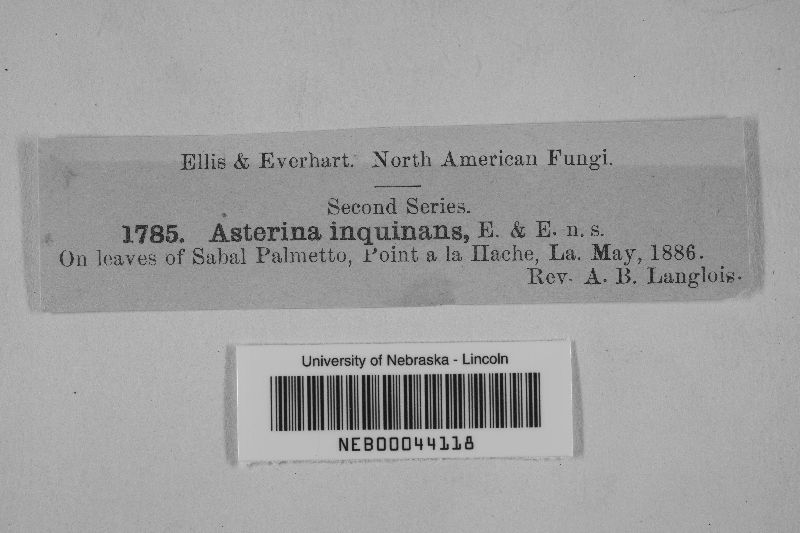 Ellis & Everhart. North American Fungi.
Second Series.
1785. Asterina inquinans, E. & E. n. s.
On leaves of Sabal Palmetto, Point a la Hache, La. May, 1886.
Rev. A. B. Langlois.
University of Nebraska - Lincoln
NEB00044118